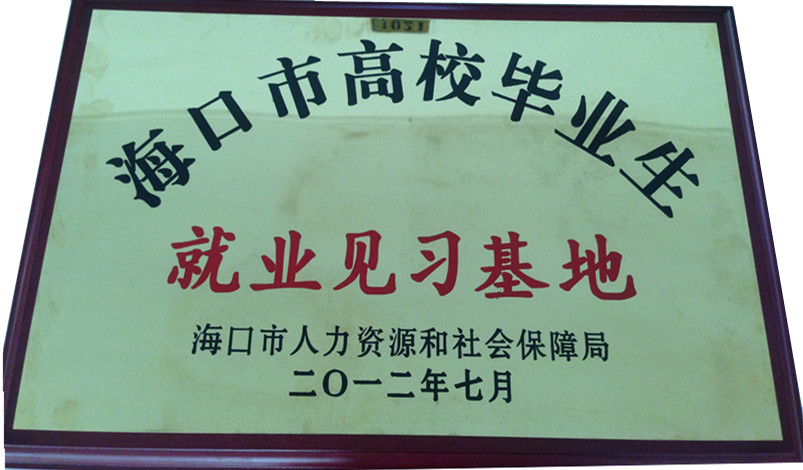 海口市高校毕业生
就业见习基地
海口市人力资源和社会保障局
二〇一二年七月